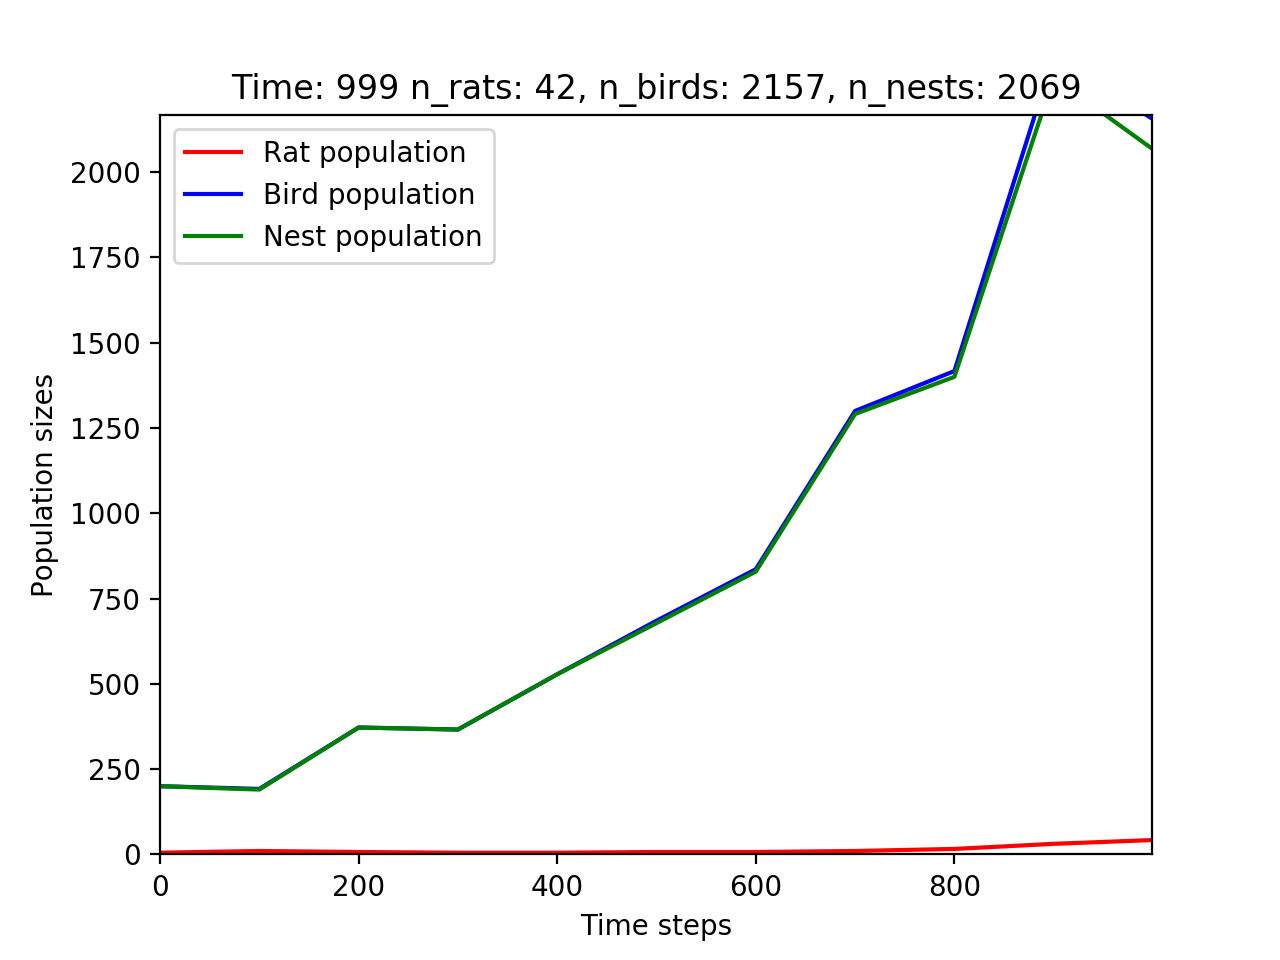 Time: 999 n_rats: 42, n_birds: 2157, n_nests: 2069
Rat population
Bird population
Nest population
Population sizes
2000
1750
1500
1250
1000
750
500
250
0
0 200 400 600 800
Time steps